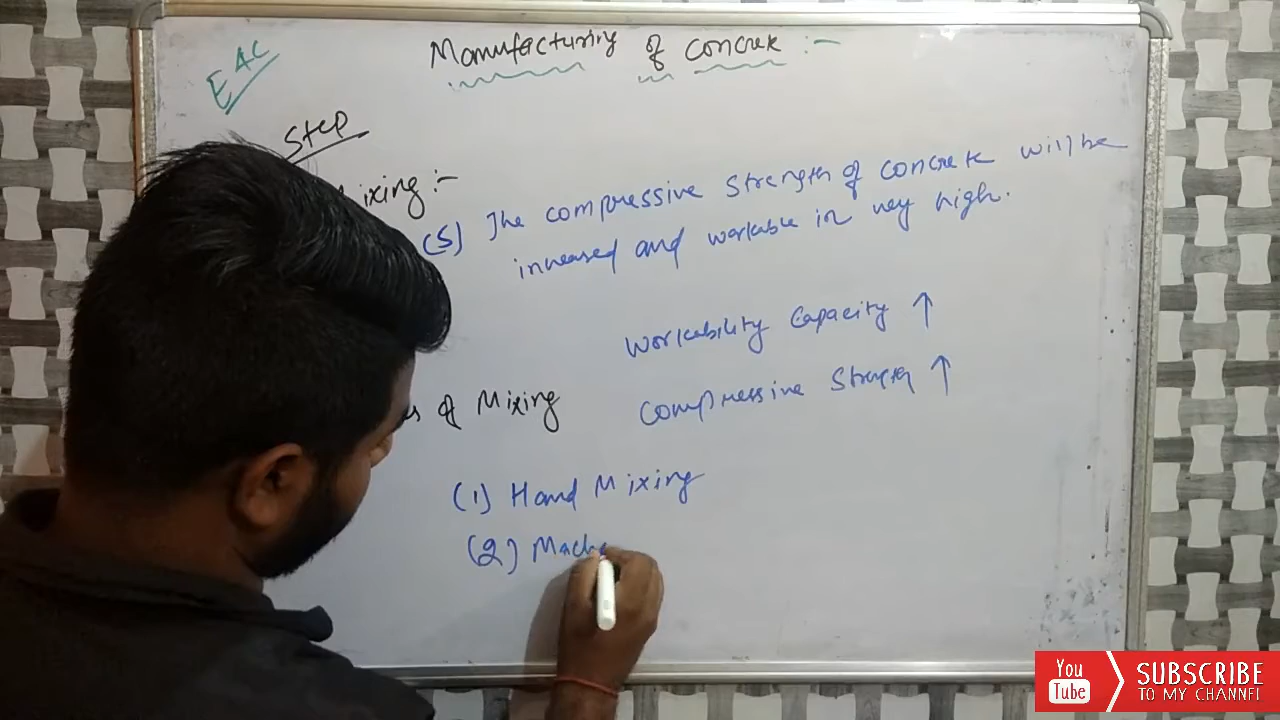 Manufacturing of concrete :-
EAC
Step
Mixing :-
(5) The compressive strength of concrete will be
increased and workable in very high.
Workability Capacity ↑
Compressive Strength ↑
of Mixing
(1) Hand Mixing
(2) Mach
You
Tube
SUBSCRIBE
TO MY CHANNEL